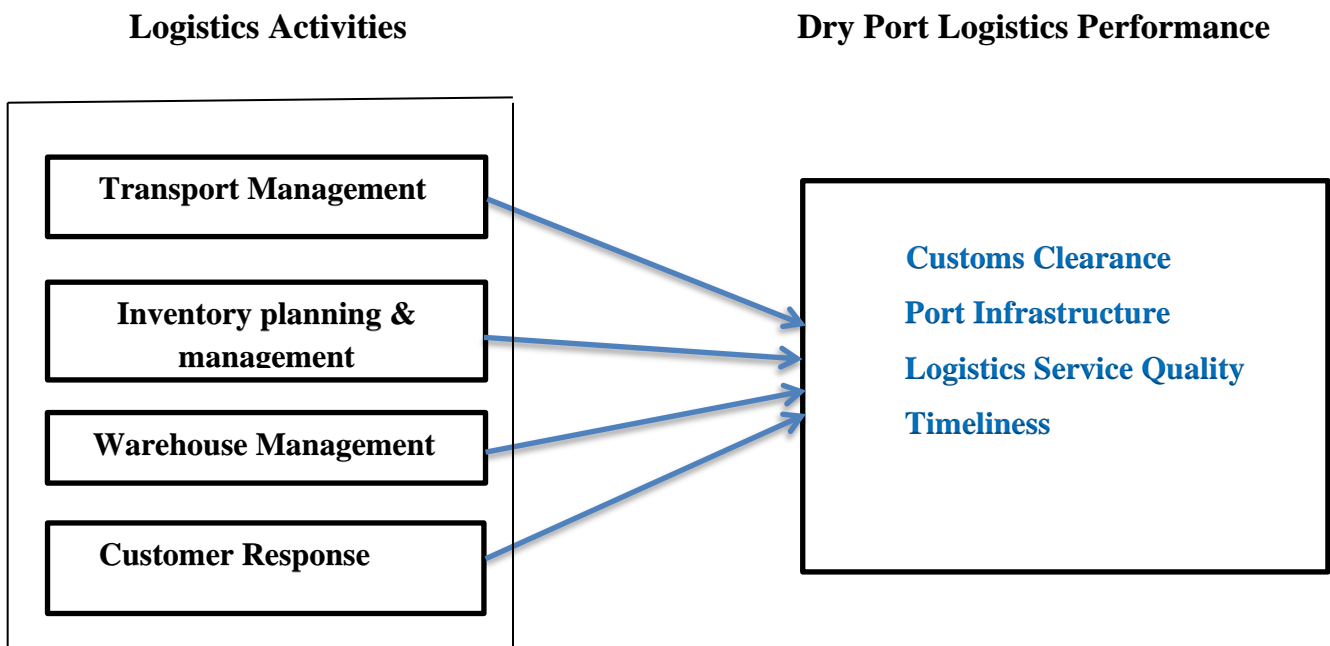 Logistics Activities
Dry Port Logistics Performance
Transport Management
Inventory planning &
management
Warehouse Management
Customer Response
Customs Clearance
Port Infrastructure
Logistics Service Quality
Timeliness